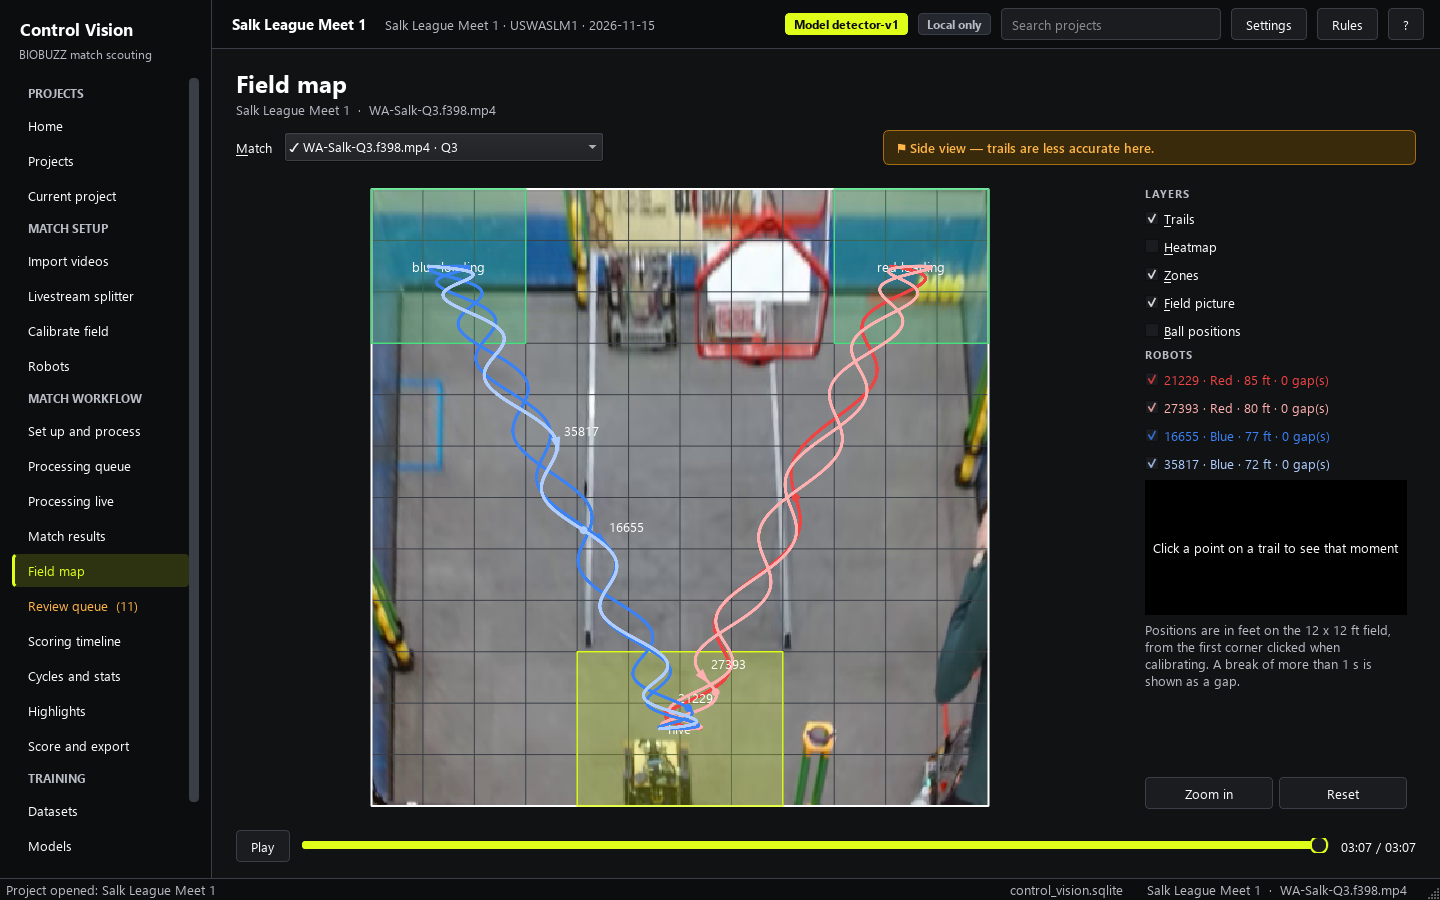 Control Vision
BIOBUZZ match scouting
PROJECTS
Home
Projects
Current project
MATCH SETUP
Import videos
Livestream splitter
Calibrate field
Robots
MATCH WORKFLOW
Set up and process
Processing queue
Processing live
Match results
Field map
Review queue (11)
Scoring timeline
Cycles and stats
Highlights
Score and export
TRAINING
Datasets
Models
Salk League Meet 1
Salk League Meet 1 · USWASLM1 · 2026-11-15
Model detector-v1
Local only
Search projects
Settings
Rules
?
Field map
Salk League Meet 1 · WA-Salk-Q3.f398.mp4
Match
✓ WA-Salk-Q3.f398.mp4 · Q3
⚑ Side view — trails are less accurate here.
blue loading
red loading
35817
16655
27393
21229
hive
LAYERS
Trails
Heatmap
Zones
Field picture
Ball positions
ROBOTS
21229 · Red · 85 ft · 0 gap(s)
27393 · Red · 80 ft · 0 gap(s)
16655 · Blue · 77 ft · 0 gap(s)
35817 · Blue · 72 ft · 0 gap(s)
Click a point on a trail to see that moment
Positions are in feet on the 12 x 12 ft field,
from the first corner clicked when
calibrating. A break of more than 1 s is
shown as a gap.
Zoom in
Reset
Play
03:07 / 03:07
Project opened: Salk League Meet 1
control_vision.sqlite
Salk League Meet 1 · WA-Salk-Q3.f398.mp4